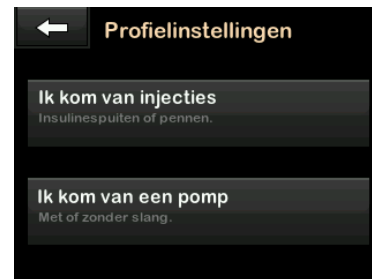 Profielinstellingen
Ik kom van injecties
Insulinespuiten of pennen.
Ik kom van een pomp
Met of zonder slang.